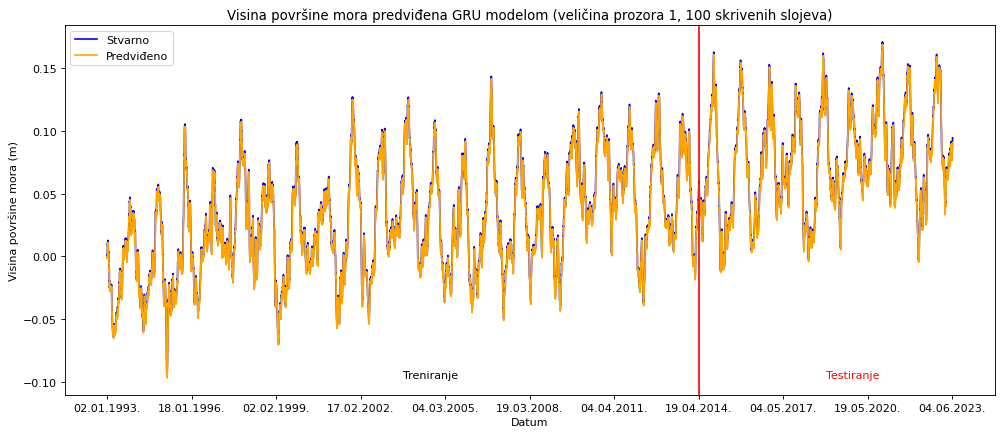 Visina površine mora predviđena GRU modelom (veličina prozora 1, 100 skrivenih slojeva)
Stvarno
Predviđeno
Visina površine mora (m)
0.15
0.10
0.05
0.00
−0.05
−0.10
Treniranje
Testiranje
02.01.1993. 18.01.1996. 02.02.1999. 17.02.2002. 04.03.2005. 19.03.2008. 04.04.2011. 19.04.2014. 04.05.2017. 19.05.2020. 04.06.2023.
Datum